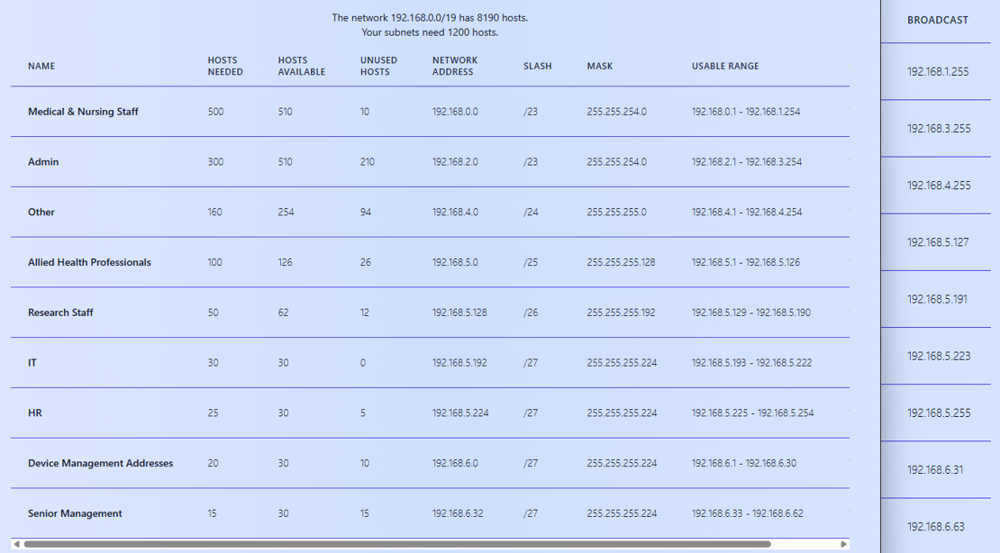 The network 192.168.0.0/19 has 8190 hosts.
Your subnets need 1200 hosts.
NAME HOSTS NEEDED HOSTS AVAILABLE UNUSED HOSTS NETWORK ADDRESS SLASH MASK USABLE RANGE BROADCAST
Medical & Nursing Staff 500 510 10 192.168.0.0 /23 255.255.254.0 192.168.0.1 - 192.168.1.254 192.168.1.255
Admin 300 510 210 192.168.2.0 /23 255.255.254.0 192.168.2.1 - 192.168.3.254 192.168.3.255
Other 160 254 94 192.168.4.0 /24 255.255.255.0 192.168.4.1 - 192.168.4.254 192.168.4.255
Allied Health Professionals 100 126 26 192.168.5.0 /25 255.255.255.128 192.168.5.1 - 192.168.5.126 192.168.5.127
Research Staff 50 62 12 192.168.5.128 /26 255.255.255.192 192.168.5.129 - 192.168.5.190 192.168.5.191
IT 30 30 0 192.168.5.192 /27 255.255.255.224 192.168.5.193 - 192.168.5.222 192.168.5.223
HR 25 30 5 192.168.5.224 /27 255.255.255.224 192.168.5.225 - 192.168.5.254 192.168.5.255
Device Management Addresses 20 30 10 192.168.6.0 /27 255.255.255.224 192.168.6.1 - 192.168.6.30 192.168.6.31
Senior Management 15 30 15 192.168.6.32 /27 255.255.255.224 192.168.6.33 - 192.168.6.62 192.168.6.63